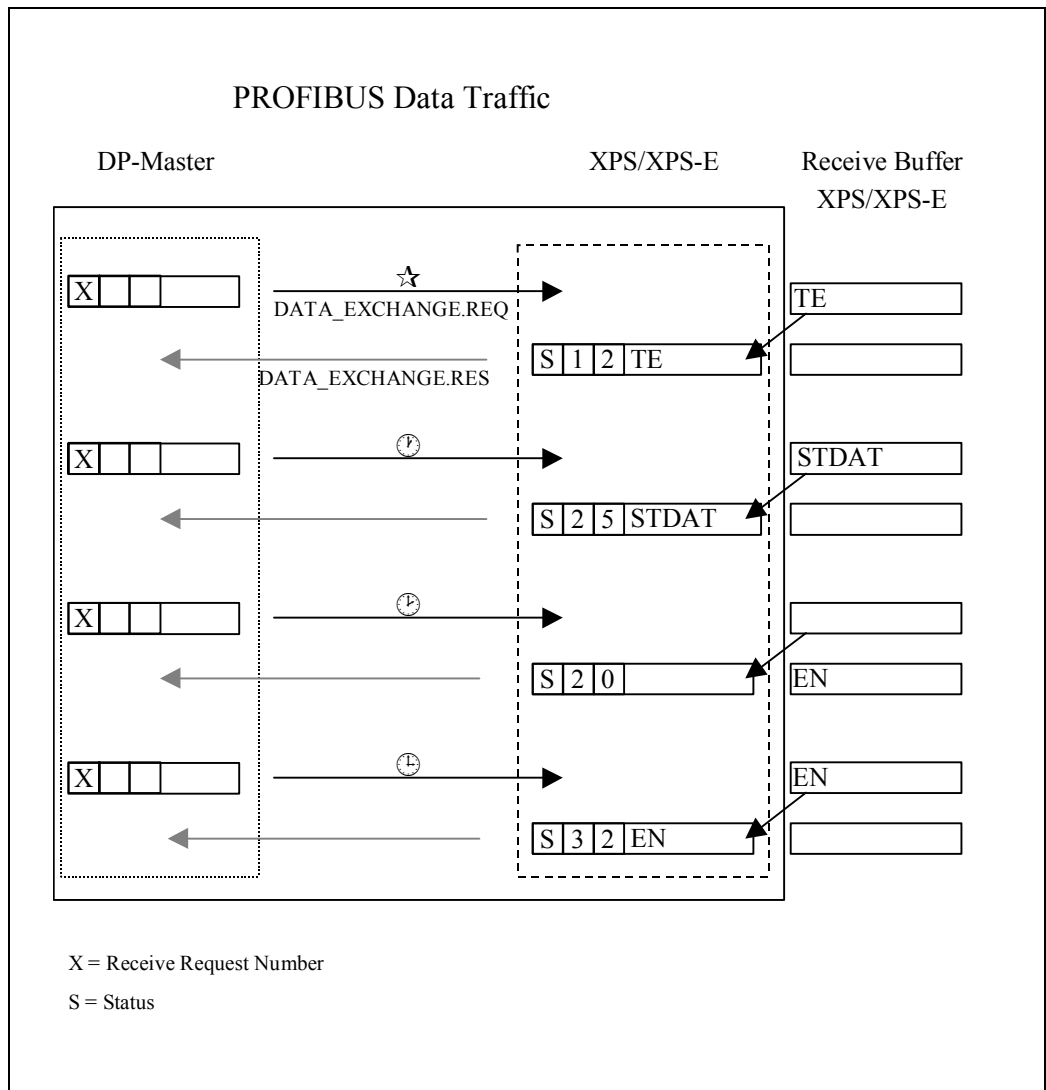 PROFIBUS Data Traffic
DP-Master XPS/XPS-E Receive Buffer
XPS/XPS-E
X TE
DATA_EXCHANGE.REQ
S 1 2 TE
DATA_EXCHANGE.RES
X STDAT
S 2 5 STDAT
X
S 2 0 EN
X EN
S 3 2 EN
X = Receive Request Number
S = Status